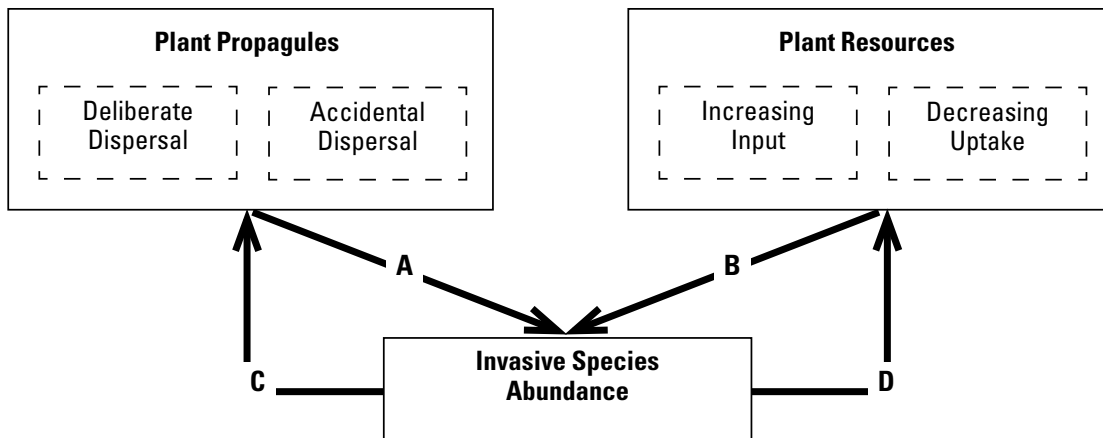 Plant Propagules
Deliberate
Dispersal
Accidental
Dispersal
Plant Resources
Increasing
Input
Decreasing
Uptake
A
B
C
D
Invasive Species
Abundance